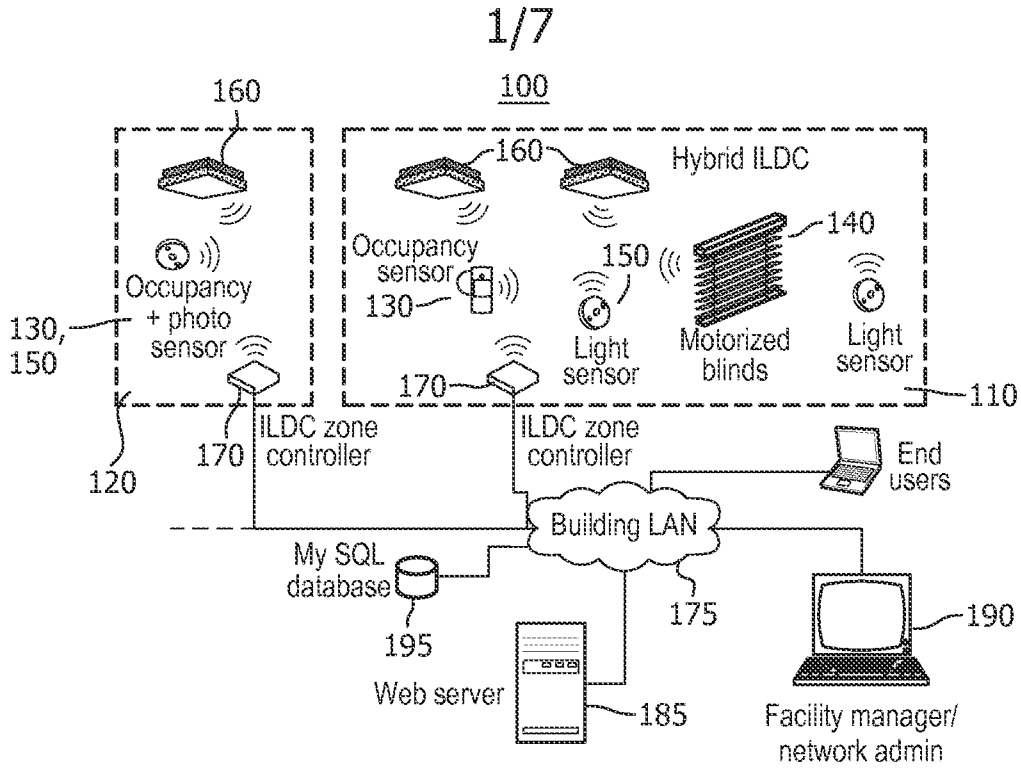 1/7
100
160
160
Hybrid ILDC
140
Occupancy
sensor
130
150
Occupancy
+ photo
sensor
130,
150
Light
sensor
Motorized
blinds
Light
sensor
170
170
110
120
ILDC zone
controller
ILDC zone
controller
End
users
Building LAN
My SQL
database
195
175
190
Web server
185
Facility manager/
network admin